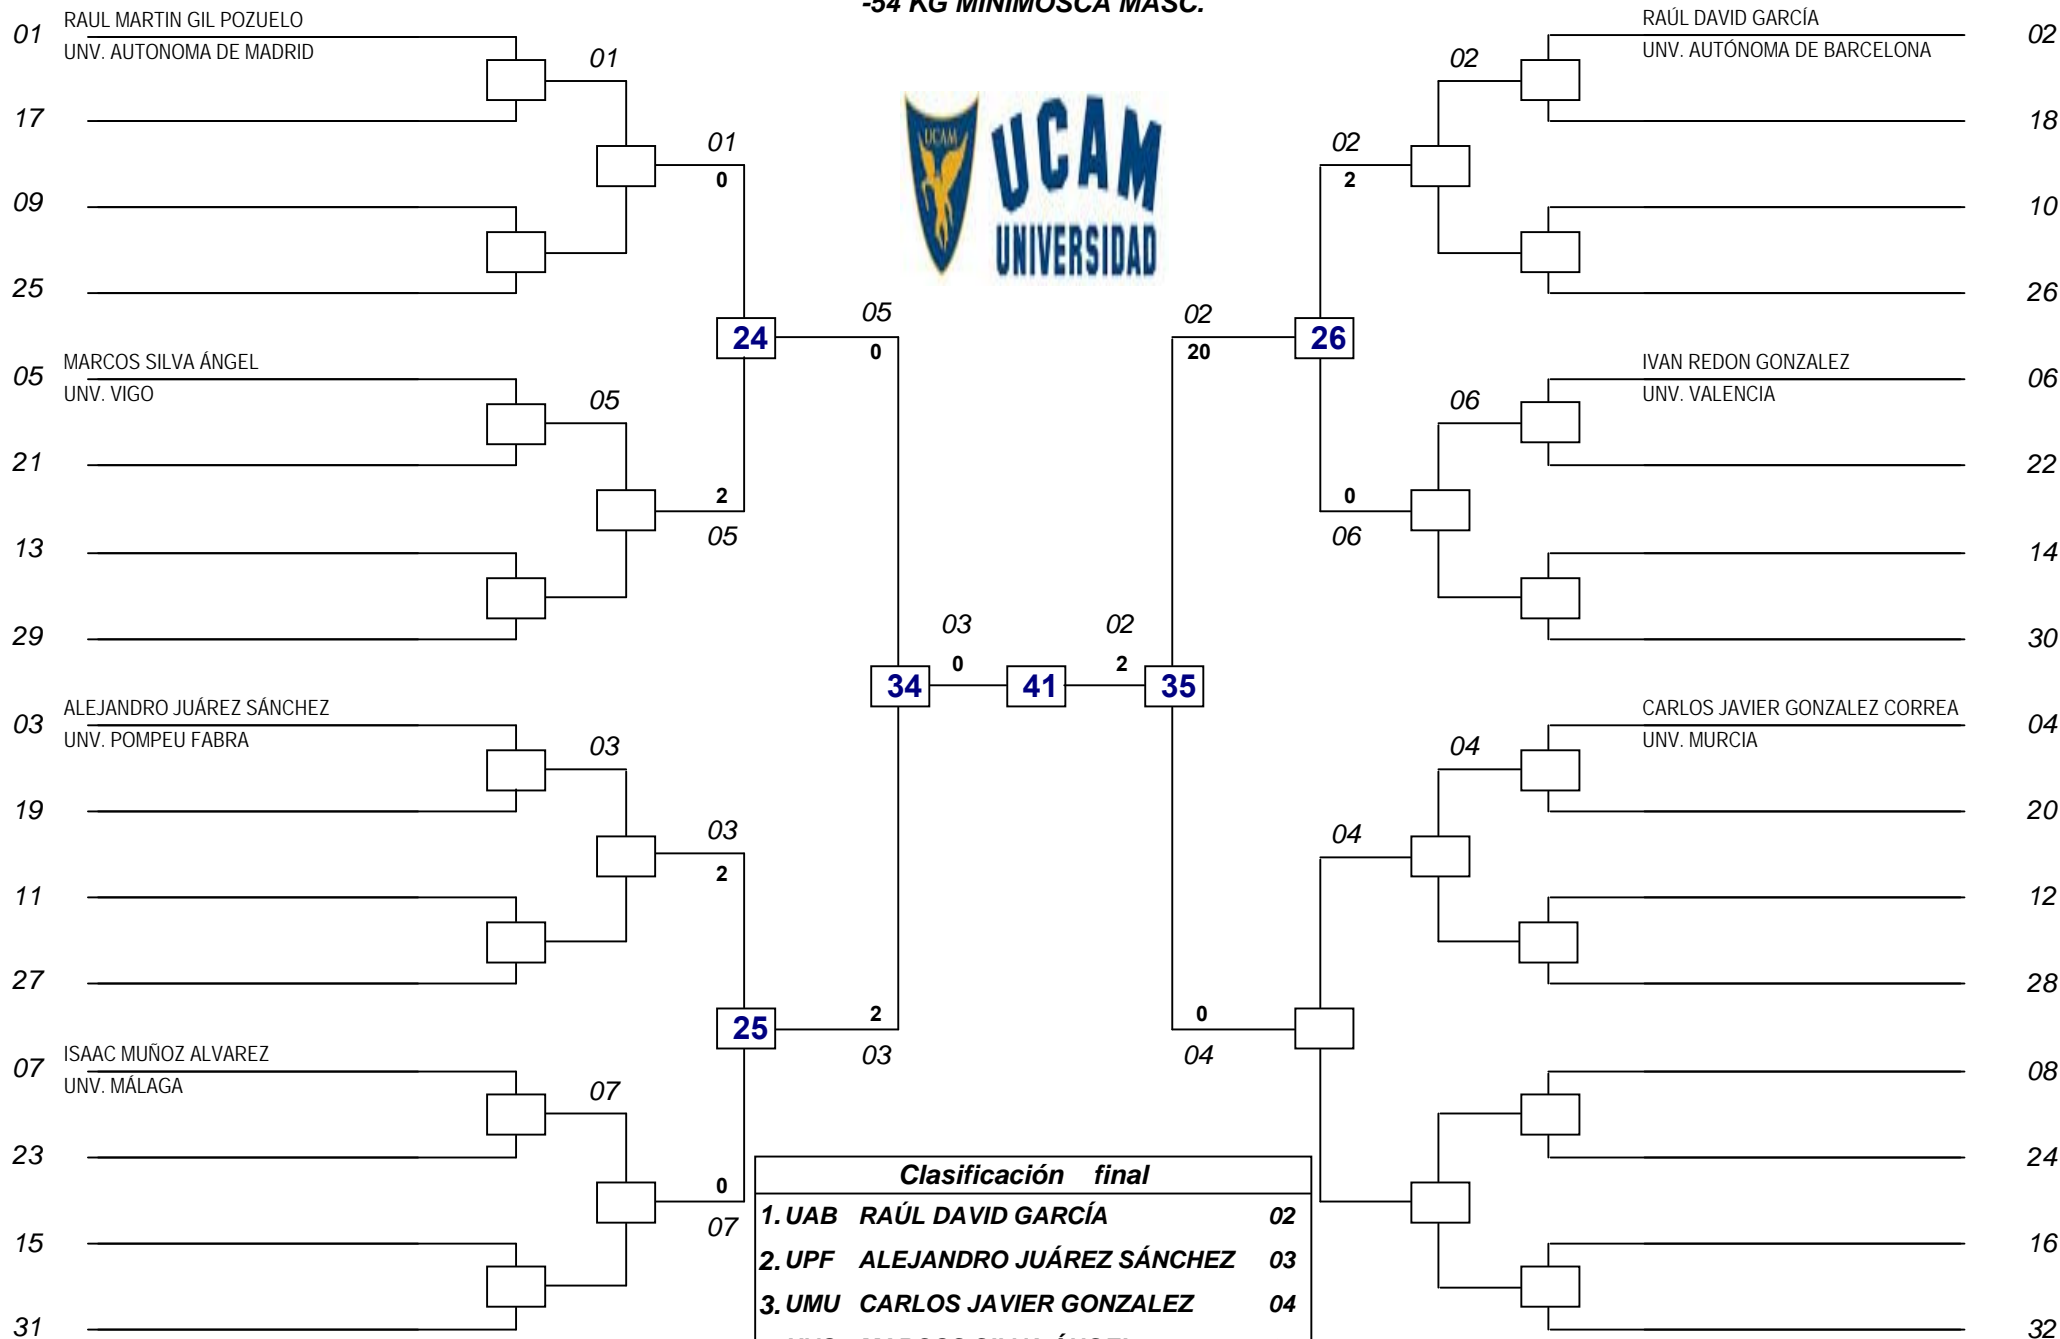 -54 KG MINIMOSCA MASC.
01 RAUL MARTIN GIL POZUELO
UNV. AUTONOMA DE MADRID
01
17
01
0
09
25
24
05
0
05 MARCOS SILVA ÁNGEL
UNV. VIGO
05
21
2
05
13
29
03
0
34
41
03 ALEJANDRO JUÁREZ SÁNCHEZ
UNV. POMPEU FABRA
03
19
03
2
11
27
25
2
03
07 ISAAC MUÑOZ ALVAREZ
UNV. MÁLAGA
07
23
0
07
15
31
UCAM
UCAM
UNIVERSIDAD
RAÚL DAVID GARCÍA 02
UNV. AUTÓNOMA DE BARCELONA
02
18
02
2
10
26
02
20
26
IVAN REDON GONZALEZ 06
UNV. VALENCIA
06
22
0
06
14
30
02
2
35
CARLOS JAVIER GONZALEZ CORREA 04
UNV. MURCIA
04
20
04
12
28
0
04
08
24
16
32
Clasificación final
1. UAB RAÚL DAVID GARCÍA 02
2. UPF ALEJANDRO JUÁREZ SÁNCHEZ 03
3. UMU CARLOS JAVIER GONZALEZ 04